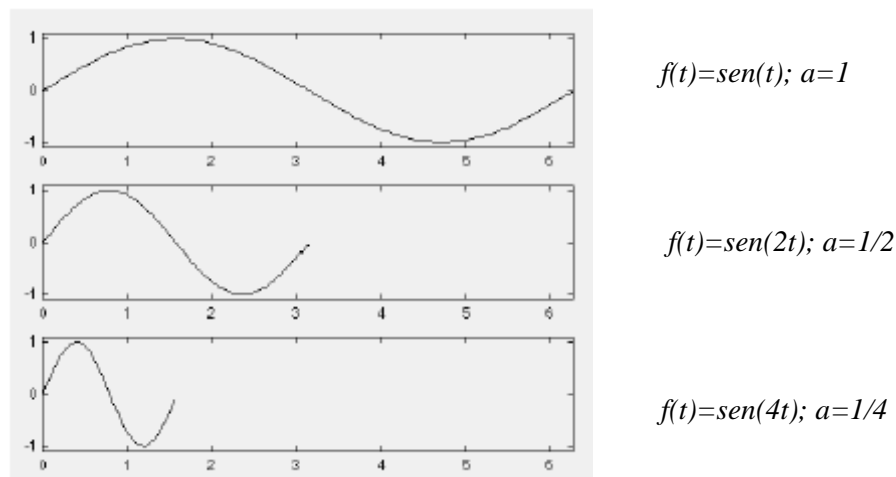 1
0
-1
0 1 2 3 4 5 6
f(t)=sen(t); a=1
1
0
-1
0 1 2 3 4 5 6
f(t)=sen(2t); a=1/2
1
0
-1
0 1 2 3 4 5 6
f(t)=sen(4t); a=1/4